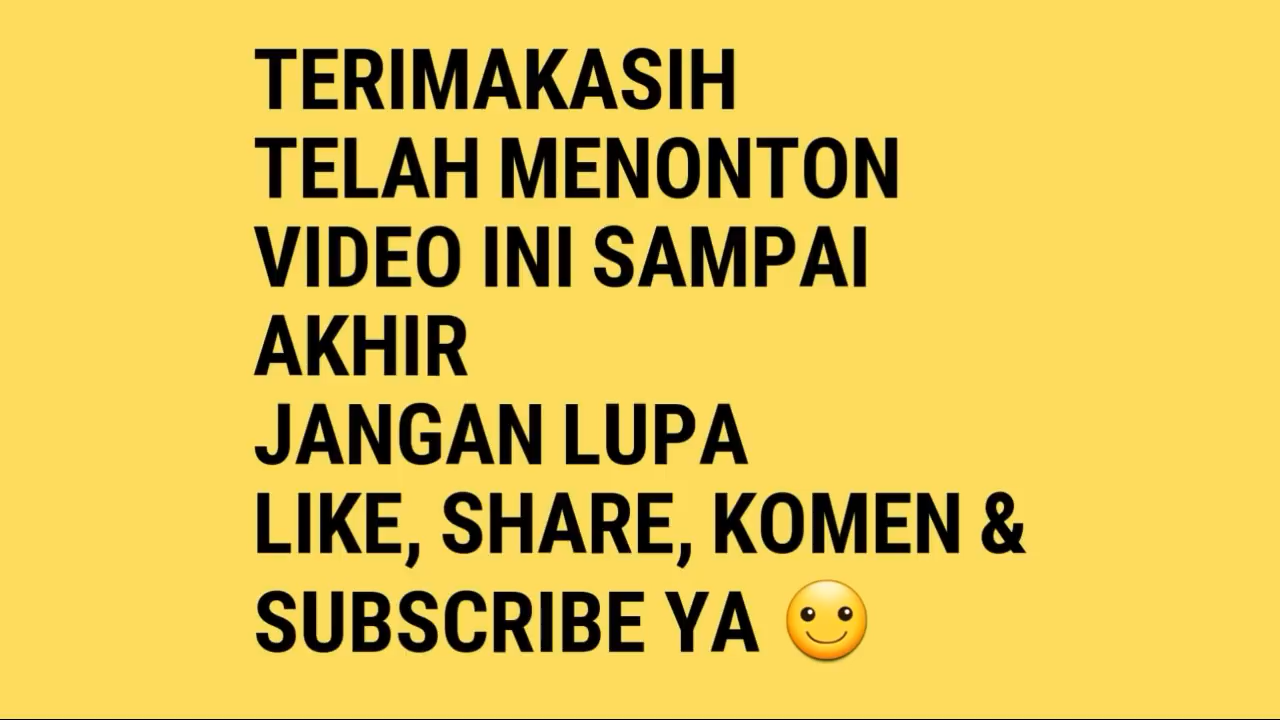 TERIMAKASIH
TELAH MENONTON
VIDEO INI SAMPAI
AKHIR
JANGAN LUPA
LIKE, SHARE, KOMEN &
SUBSCRIBE YA 🙂